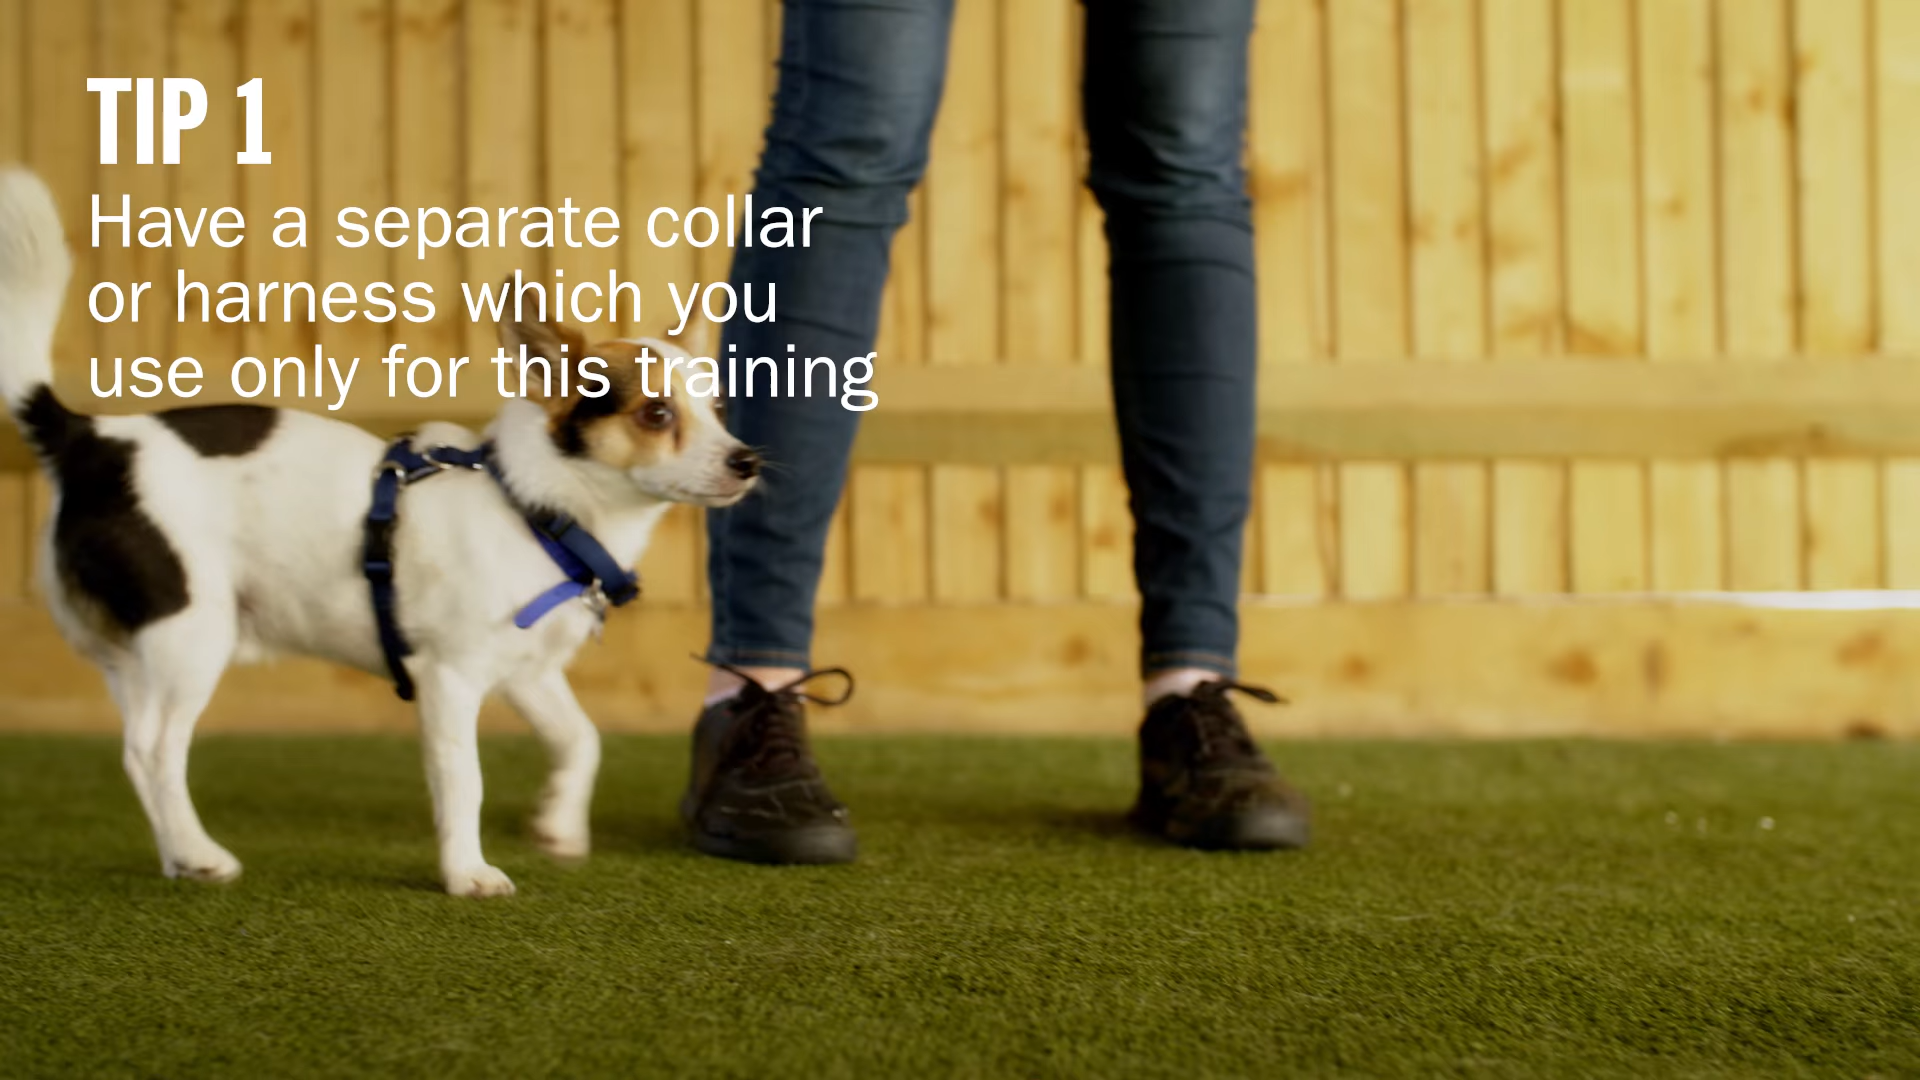 TIP 1
Have a separate collar
or harness which you
use only for this training